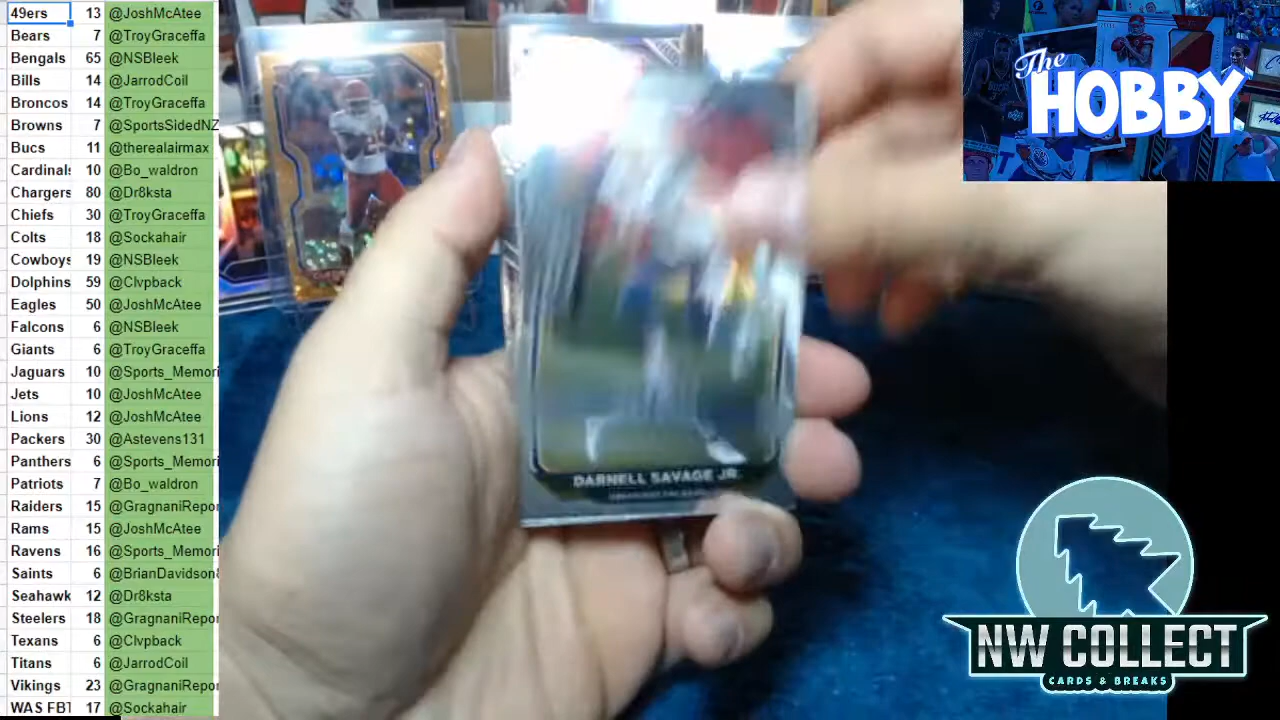 49ers 13 @JoshMcAtee
Bears 7 @TroyGraceffa
Bengals 65 @NSBleek
Bills 14 @JarrodCoil
Broncos 14 @TroyGraceffa
Browns 7 @SportsSidedNZ
Bucs 11 @therealairmax
Cardinals 10 @Bo_waldron
Chargers 80 @Dr8ksta
Chiefs 30 @TroyGraceffa
Colts 18 @Sockahair
Cowboys 19 @NSBleek
Dolphins 59 @Clvpback
Eagles 50 @JoshMcAtee
Falcons 6 @NSBleek
Giants 6 @TroyGraceffa
Jaguars 10 @Sports_Memori
Jets 10 @JoshMcAtee
Lions 12 @JoshMcAtee
Packers 30 @Astevens131
Panthers 6 @Sports_Memori
Patriots 7 @Bo_waldron
Raiders 15 @GragnaniRepor
Rams 15 @JoshMcAtee
Ravens 16 @Sports_Memori
Saints 6 @BrianDavidson8
Seahawk 12 @Dr8ksta
Steelers 18 @GragnaniRepor
Texans 6 @Clvpback
Titans 6 @JarrodCoil
Vikings 23 @GragnaniRepor
WAS FBT 17 @Sockahair
The
HOBBY
DARNELL SAVAGE JR.
NW COLLECT
CARDS & BREAKS